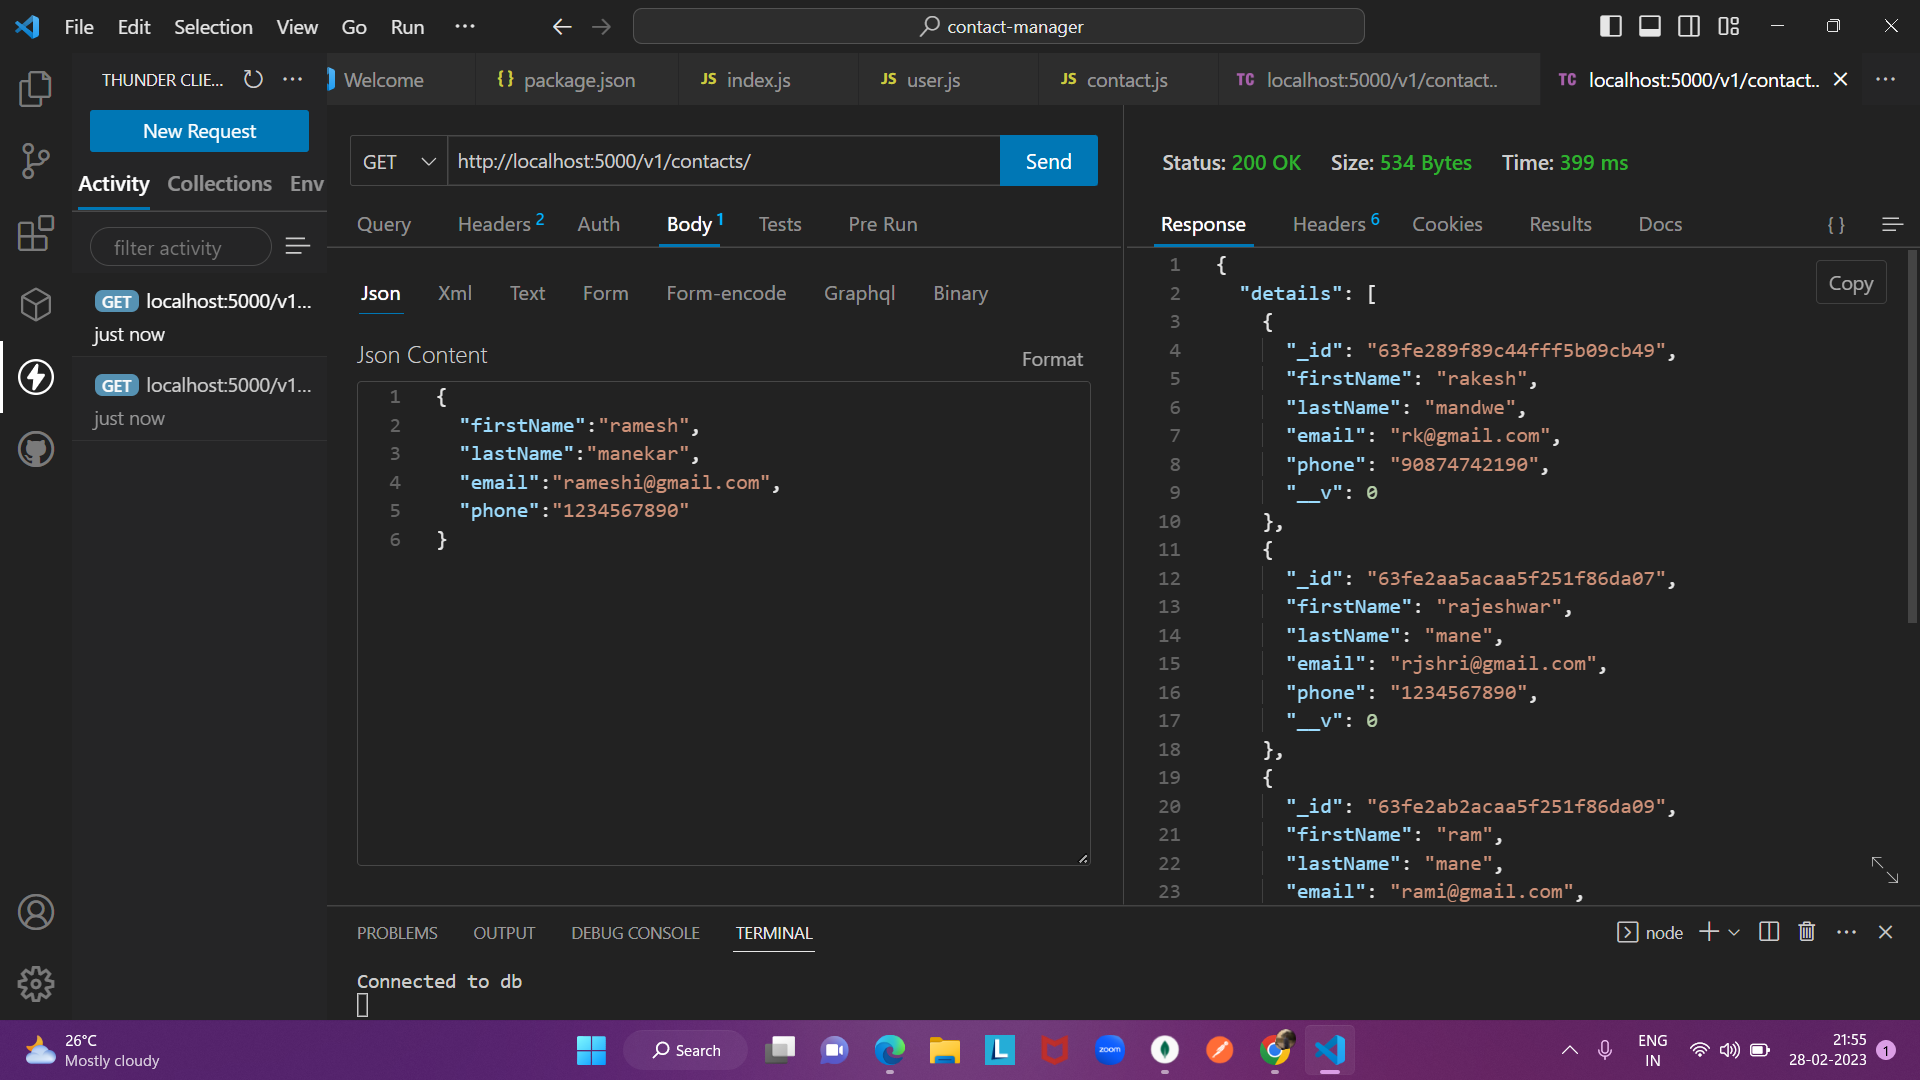 File Edit Selection View Go Run ···
contact-manager
THUNDER CLIE... ···
Welcome {} package.json JS index.js JS user.js JS contact.js TC localhost:5000/v1/contact.. TC localhost:5000/v1/contact.. ···
New Request
Activity Collections Env
filter activity
GET localhost:5000/v1...
just now
GET localhost:5000/v1...
just now
GET http://localhost:5000/v1/contacts/ Send
Query Headers 2 Auth Body 1 Tests Pre Run
Json Xml Text Form Form-encode Graphql Binary
Json Content Format
1 {
2 "firstName":"ramesh",
3 "lastName":"manekar",
4 "email":"rameshi@gmail.com",
5 "phone":"1234567890"
6 }
Status: 200 OK Size: 534 Bytes Time: 399 ms
Response Headers 6 Cookies Results Docs {}
Copy
1 {
2 "details": [
3 {
4 "_id": "63fe289f89c44fff5b09cb49",
5 "firstName": "rakesh",
6 "lastName": "mandwe",
7 "email": "rk@gmail.com",
8 "phone": "90874742190",
9 "__v": 0
10 },
11 {
12 "_id": "63fe2aa5acaa5f251f86da07",
13 "firstName": "rajeshwar",
14 "lastName": "mane",
15 "email": "rjshri@gmail.com",
16 "phone": "1234567890",
17 "__v": 0
18 },
19 {
20 "_id": "63fe2ab2acaa5f251f86da09",
21 "firstName": "ram",
22 "lastName": "mane",
23 "email": "rami@gmail.com",
PROBLEMS OUTPUT DEBUG CONSOLE TERMINAL node ···
Connected to db
26°C
Mostly cloudy
Search
L
zoom
ENG
IN
21:55
28-02-2023
1